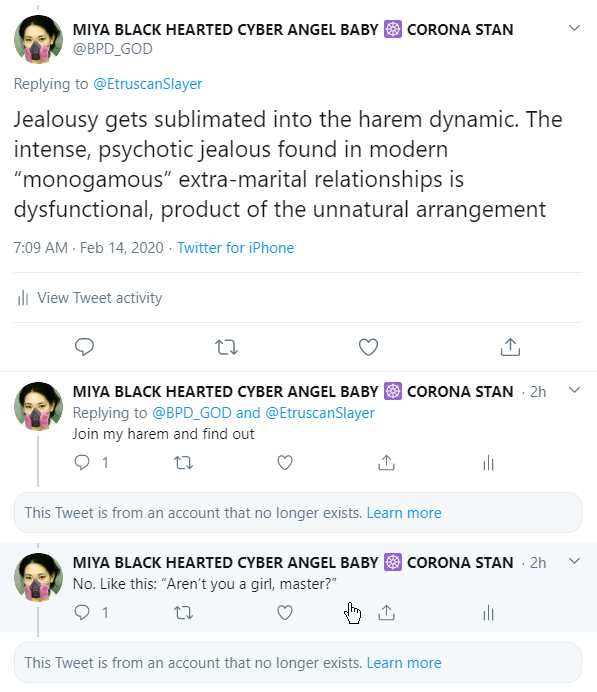 MIYA BLACK HEARTED CYBER ANGEL BABY ☸️ CORONA STAN
@BPD_GOD
Replying to @EtruscanSlayer
Jealousy gets sublimated into the harem dynamic. The
intense, psychotic jealous found in modern
“monogamous” extra-marital relationships is
dysfunctional, product of the unnatural arrangement
7:09 AM · Feb 14, 2020 · Twitter for iPhone
View Tweet activity
MIYA BLACK HEARTED CYBER ANGEL BABY ☸️ CORONA STAN · 2h
Replying to @BPD_GOD and @EtruscanSlayer
Join my harem and find out
1
This Tweet is from an account that no longer exists. Learn more
MIYA BLACK HEARTED CYBER ANGEL BABY ☸️ CORONA STAN · 2h
No. Like this: “Aren’t you a girl, master?”
1
This Tweet is from an account that no longer exists. Learn more